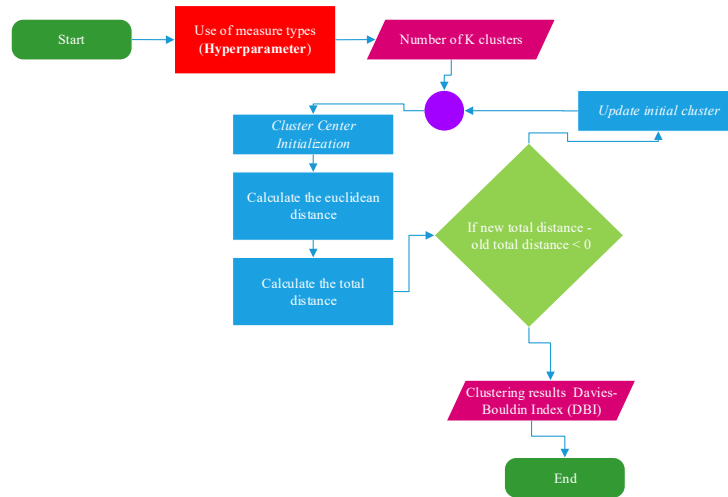 Start
Use of measure types
(Hyperparameter)
Number of K clusters
Update initial cluster
Cluster Center
Initialization
Calculate the euclidean
distance
If new total distance -
old total distance < 0
Calculate the total
distance
Clustering results  Davies-
Bouldin Index (DBI)
End